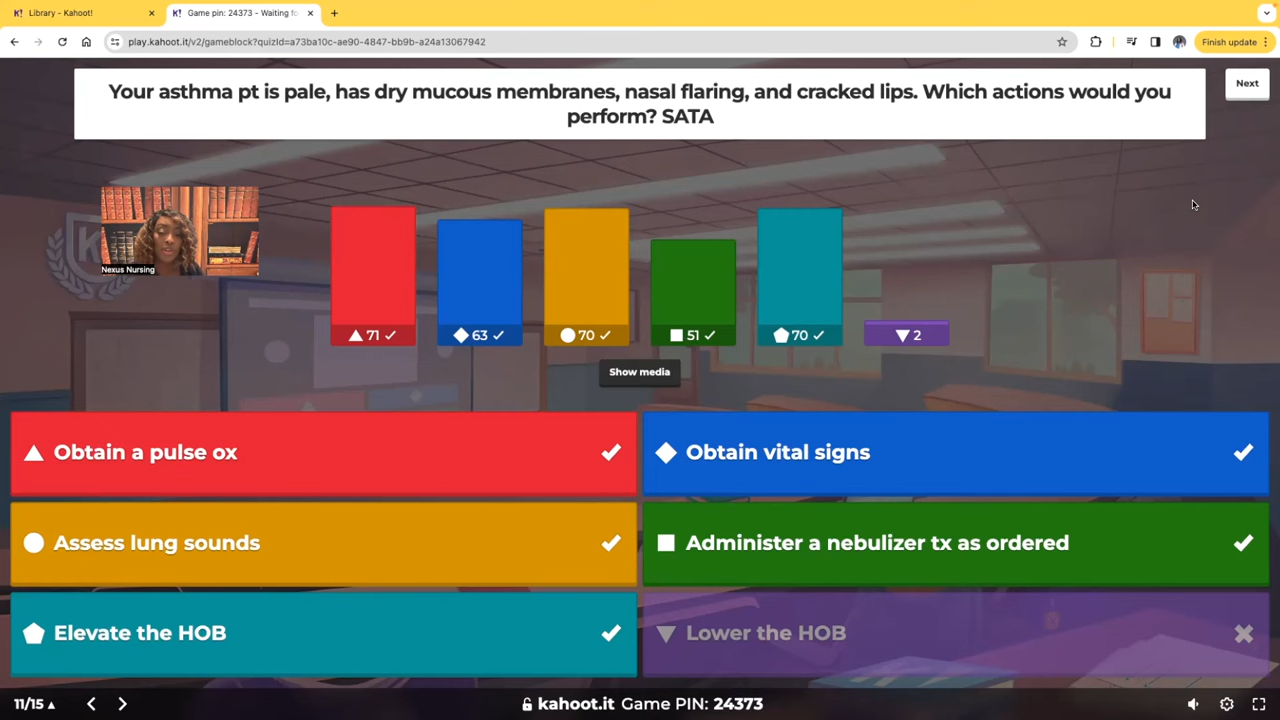 Library - Kahoot!
Game pin: 24373 - Waiting fo
play.kahoot.it/v2/gameblock?quizId=a73ba10c-ae90-4847-bb9b-a24a13067942
Finish update
Your asthma pt is pale, has dry mucous membranes, nasal flaring, and cracked lips. Which actions would you
perform? SATA
Next
Nexus Nursing
71
63
70
51
70
2
Show media
Obtain a pulse ox
Obtain vital signs
Assess lung sounds
Administer a nebulizer tx as ordered
Elevate the HOB
Lower the HOB
11/15
kahoot.it Game PIN: 24373